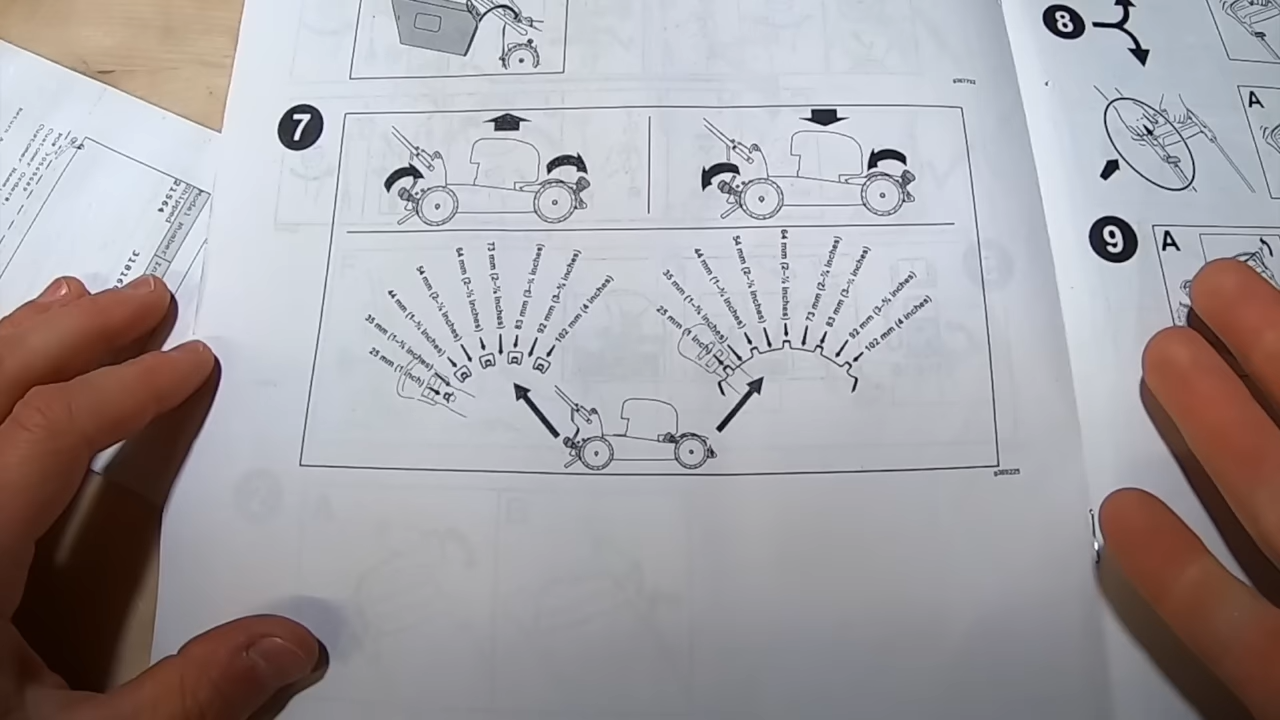 g367792
7
25 mm (1 inch)
35 mm (1-⅜ inches)
44 mm (1-¾ inches)
54 mm (2-⅛ inches)
64 mm (2-½ inches)
73 mm (2-⅞ inches)
83 mm (3-¼ inches)
92 mm (3-⅝ inches)
102 mm (4 inches)
25 mm (1 inch)
35 mm (1-⅜ inches)
44 mm (1-¾ inches)
54 mm (2-⅛ inches)
64 mm (2-½ inches)
73 mm (2-⅞ inches)
83 mm (3-¼ inches)
92 mm (3-⅝ inches)
102 mm (4 inches)
8
A
9
A
Model Number
21564